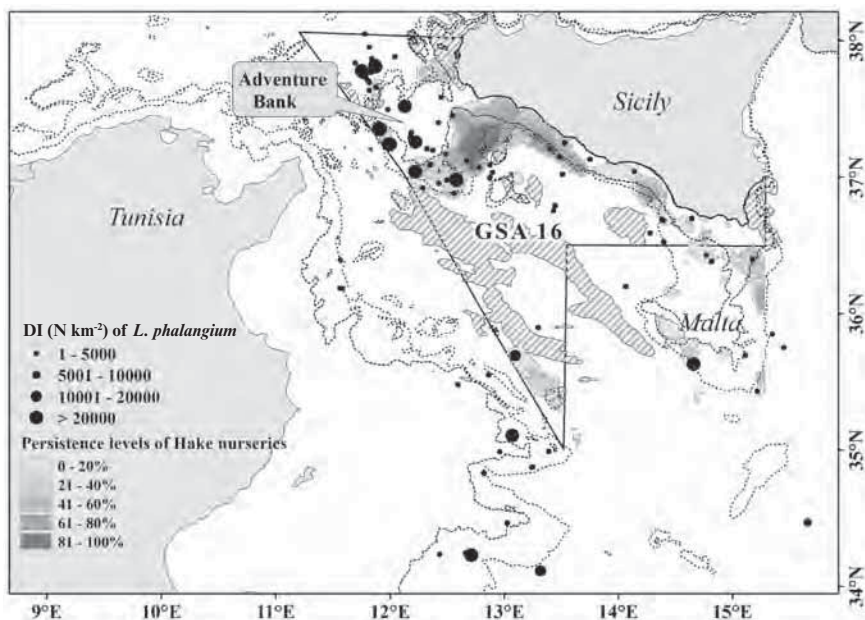 38°N
Adventure
Bank
Sicily
37°N
Tunisia
GSA 16
36°N
Malta
DI (N km⁻²) of L. phalangium
1 - 5000
5001 - 10000
10001 - 20000
> 20000
Persistence levels of Hake nurseries
0 - 20%
21 - 40%
41 - 60%
61 - 80%
81 - 100%
35°N
34°N
9°E 10°E 11°E 12°E 13°E 14°E 15°E